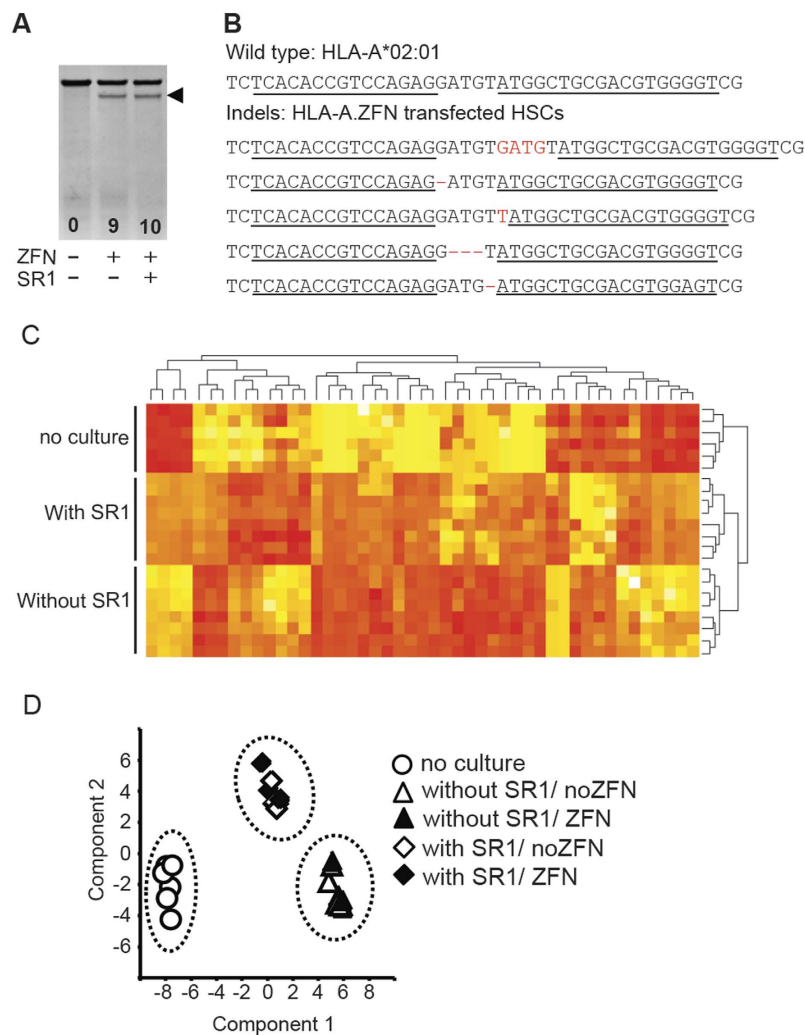 A
0 9 10
ZFN − + +
SR1 − − +
B
Wild type: HLA-A*02:01
TCTCACACCGTCCAGAGGATGTATGGCTGCGACGTGGGGTCG
Indels: HLA-A.ZFN transfected HSCs
TCTCACACCGTCCAGAGGATGTGATGTATGGCTGCGACGTGGGGTCG
TCTCACACCGTCCAGAG-ATGTATGGCTGCGACGTGGGGTCG
TCTCACACCGTCCAGAGGATGTTATGGCTGCGACGTGGGGTCG
TCTCACACCGTCCAGAGG---TATGGCTGCGACGTGGGGTCG
TCTCACACCGTCCAGAGGATG-ATGGCTGCGACGTGGAGTCG
C
no culture
With SR1
Without SR1
D
Component 2
6
4
2
0
-2
-4
-6
-8 -6 -4 -2 0 2 4 6 8
Component 1
no culture
without SR1/ noZFN
without SR1/ ZFN
with SR1/ noZFN
with SR1/ ZFN